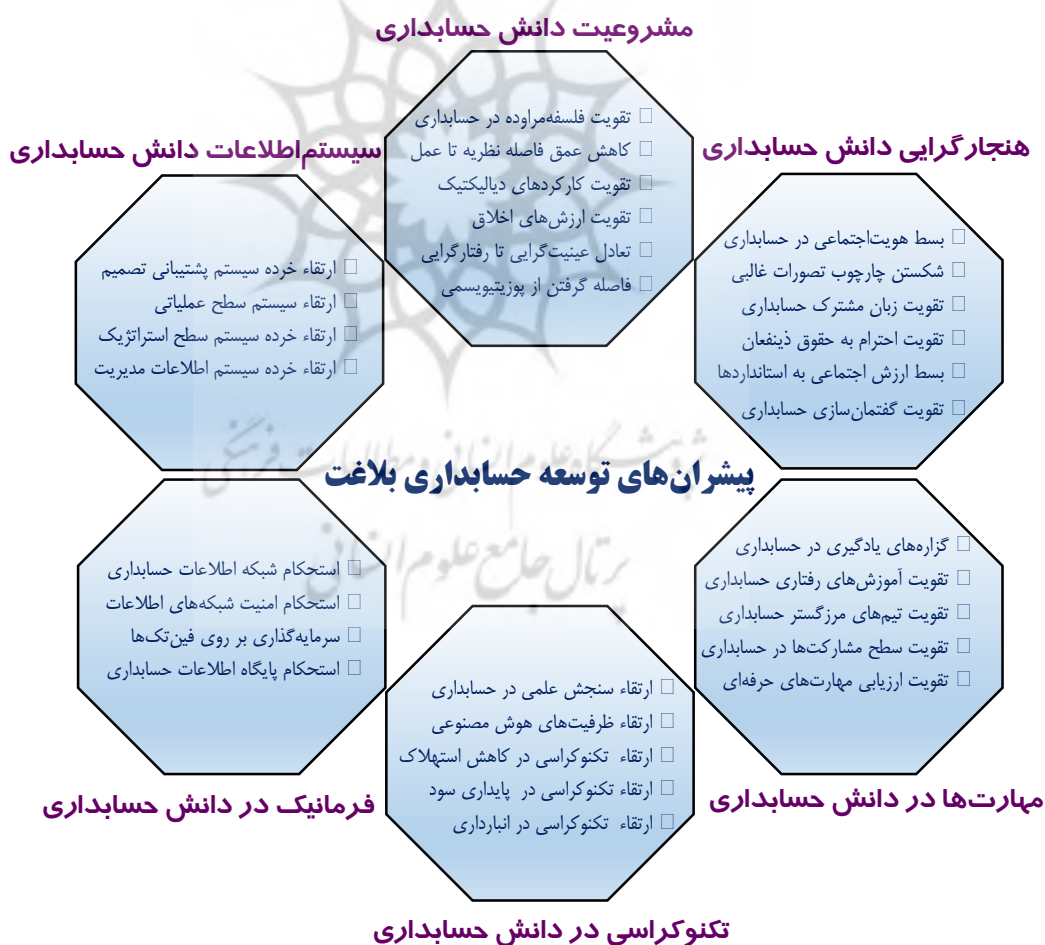 مشروعیت دانش حسابداری
□ تقویت فلسفه‌مراوده در حسابداری
□ کاهش عمق فاصله نظریه تا عمل
□ تقویت کارکردهای دیالیکتیک
□ تقویت ارزش‌های اخلاق
□ تعادل عینیت‌گرایی تا رفتارگرایی
□ فاصله گرفتن از پوزیتیویسمی
هنجارگرایی دانش حسابداری
□ بسط هویت‌اجتماعی در حسابداری
□ شکستن چارچوب تصورات غالبی
□ تقویت زبان مشترک حسابداری
□ تقویت احترام به حقوق ذینفعان
□ بسط ارزش اجتماعی به استانداردها
□ تقویت گفتمان‌سازی حسابداری
سیستم‌اطلاعات دانش حسابداری
□ ارتقاء خرده سیستم پشتیبانی تصمیم
□ ارتقاء سیستم سطح عملیاتی
□ ارتقاء خرده سیستم سطح استراتژیک
□ ارتقاء خرده سیستم اطلاعات مدیریت
پژوهشگاه علوم انسانی و مطالعات فرهنگی
پیشران‌های توسعه حسابداری بلاغت
پرتال جامع علوم انسانی
□ گزاره‌های یادگیری در حسابداری
□ تقویت آموزش‌های رفتاری حسابداری
□ تقویت تیم‌های مرزگستر حسابداری
□ تقویت سطح مشارکت‌ها در حسابداری
□ تقویت ارزیابی مهارت‌های حرفه‌ای
مهارت‌ها در دانش حسابداری
□ استحکام شبکه اطلاعات حسابداری
□ استحکام امنیت شبکه‌های اطلاعات
□ سرمایه‌گذاری بر روی فین‌تک‌ها
□ استحکام پایگاه اطلاعات حسابداری
فرمانیک در دانش حسابداری
□ ارتقاء سنجش علمی در حسابداری
□ ارتقاء ظرفیت‌های هوش مصنوعی
□ ارتقاء تکنوکراسی در کاهش استهلاک
□ ارتقاء تکنوکراسی در پایداری سود
□ ارتقاء تکنوکراسی در انبارداری
تکنوکراسی در دانش حسابداری